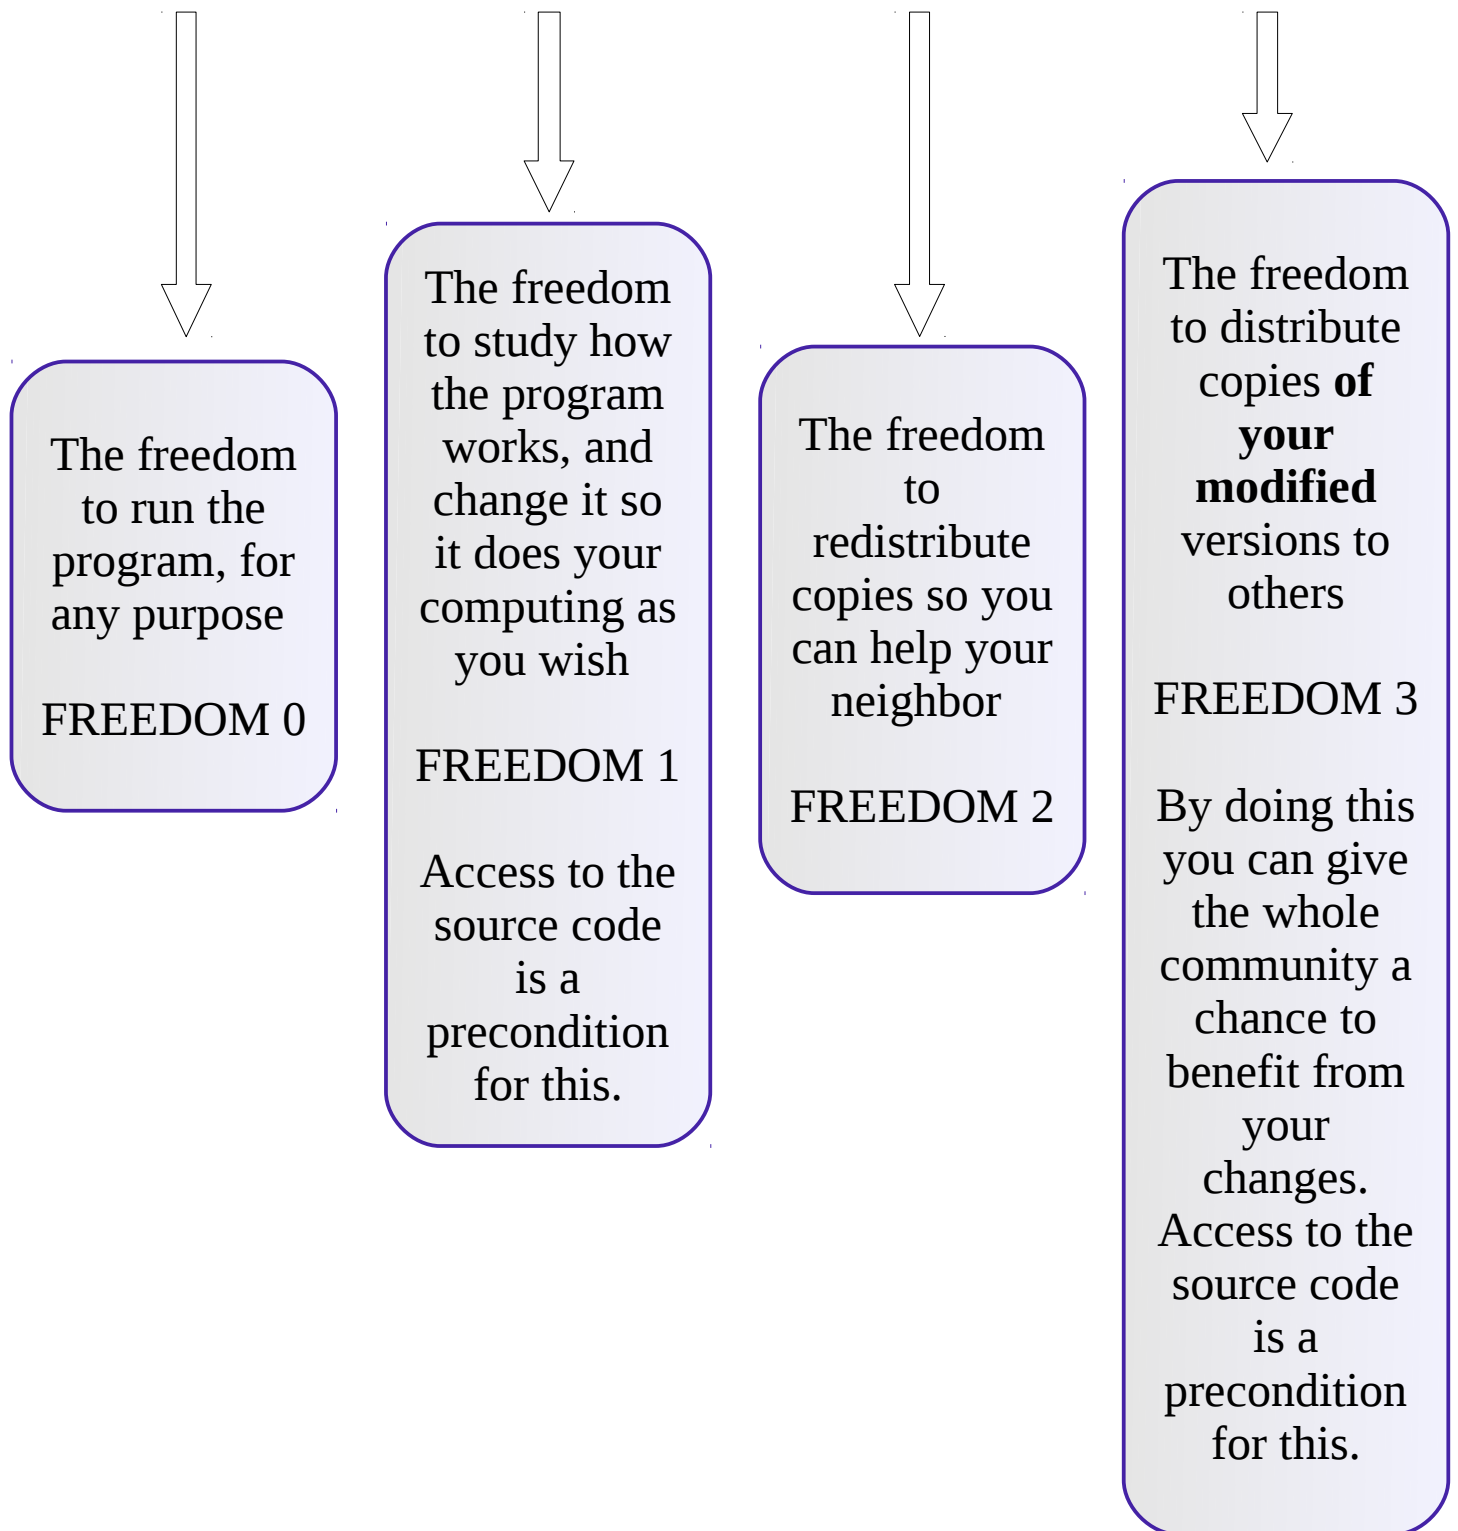 The freedom
to run the
program, for
any purpose
FREEDOM 0
The freedom
to study how
the program
works, and
change it so
it does your
computing as
you wish
FREEDOM 1
Access to the
source code
is a
precondition
for this.
The freedom
to
redistribute
copies so you
can help your
neighbor
FREEDOM 2
The freedom
to distribute
copies of
your
modified
versions to
others
FREEDOM 3
By doing this
you can give
the whole
community a
chance to
benefit from
your
changes.
Access to the
source code
is a
precondition
for this.